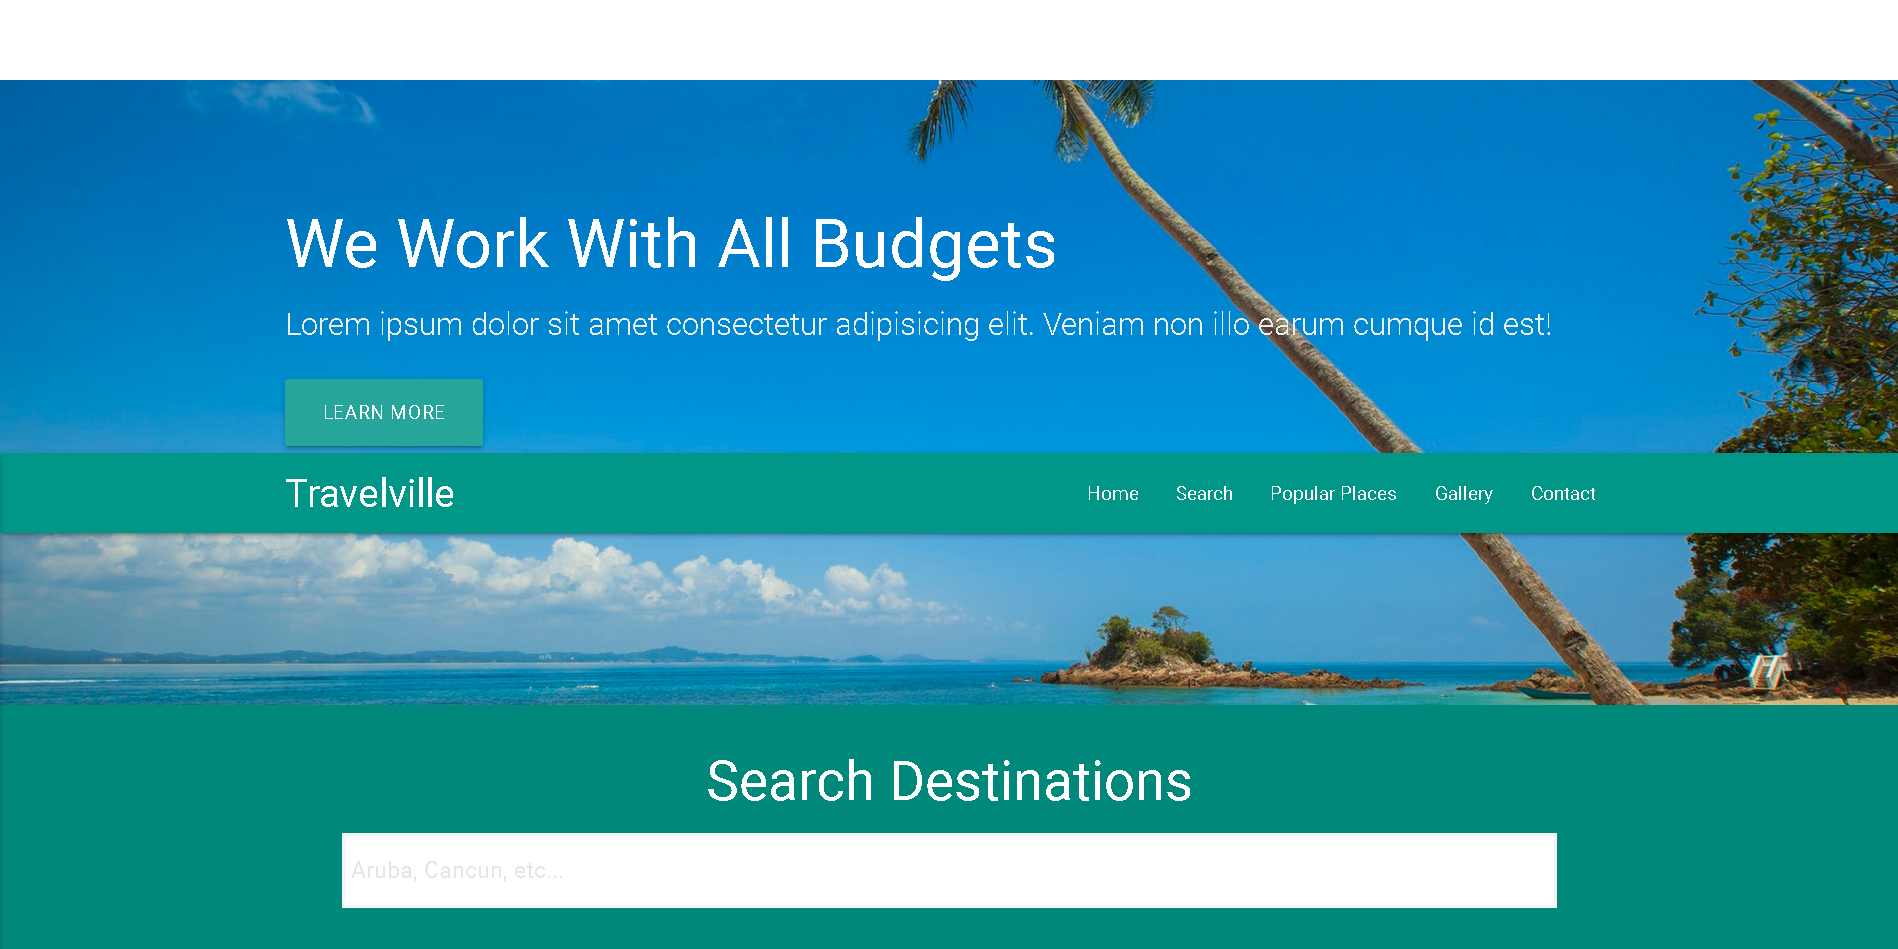 We Work With All Budgets
Lorem ipsum dolor sit amet consectetur adipisicing elit. Veniam non illo earum cumque id est!
LEARN MORE
Travelville
Home Search Popular Places Gallery Contact
Search Destinations
Aruba, Cancun, etc...